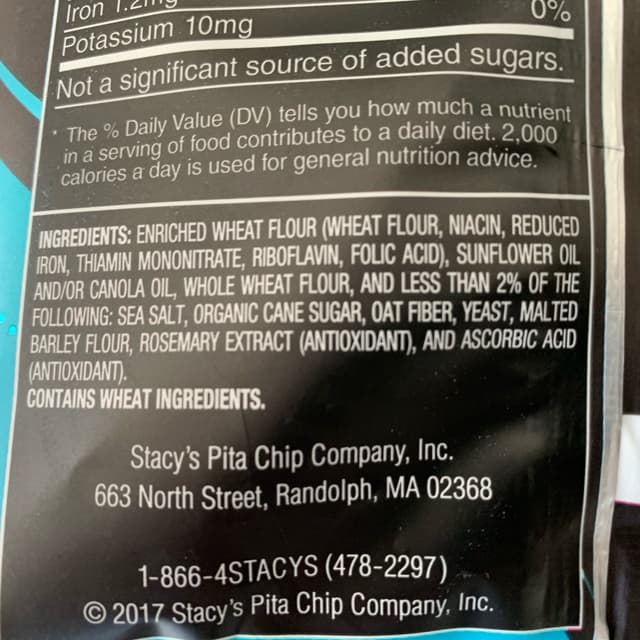 Iron 1.2mg
Potassium 10mg 0%
Not a significant source of added sugars.
* The % Daily Value (DV) tells you how much a nutrient
in a serving of food contributes to a daily diet. 2,000
calories a day is used for general nutrition advice.
INGREDIENTS: ENRICHED WHEAT FLOUR (WHEAT FLOUR, NIACIN, REDUCED
IRON, THIAMIN MONONITRATE, RIBOFLAVIN, FOLIC ACID), SUNFLOWER OIL
AND/OR CANOLA OIL, WHOLE WHEAT FLOUR, AND LESS THAN 2% OF THE
FOLLOWING: SEA SALT, ORGANIC CANE SUGAR, OAT FIBER, YEAST, MALTED
BARLEY FLOUR, ROSEMARY EXTRACT (ANTIOXIDANT), AND ASCORBIC ACID
(ANTIOXIDANT).
CONTAINS WHEAT INGREDIENTS.
Stacy's Pita Chip Company, Inc.
663 North Street, Randolph, MA 02368
1-866-4STACYS (478-2297)
© 2017 Stacy's Pita Chip Company, Inc.